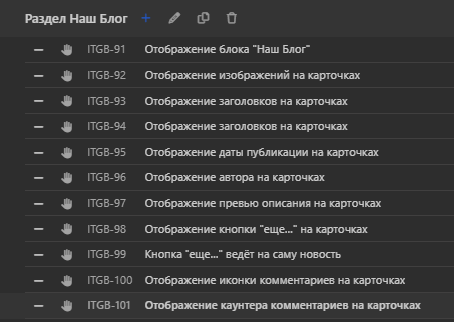 Раздел Наш Блог
ITGB-91 Отображение блока "Наш Блог"
ITGB-92 Отображение изображений на карточках
ITGB-93 Отображение заголовков на карточках
ITGB-94 Отображение заголовков на карточках
ITGB-95 Отображение даты публикации на карточках
ITGB-96 Отображение автора на карточках
ITGB-97 Отображение превью описания на карточках
ITGB-98 Отображение кнопки "еще..." на карточках
ITGB-99 Кнопка "еще..." ведёт на саму новость
ITGB-100 Отображение иконки комментариев на карточках
ITGB-101 Отображение каунтера комментариев на карточках